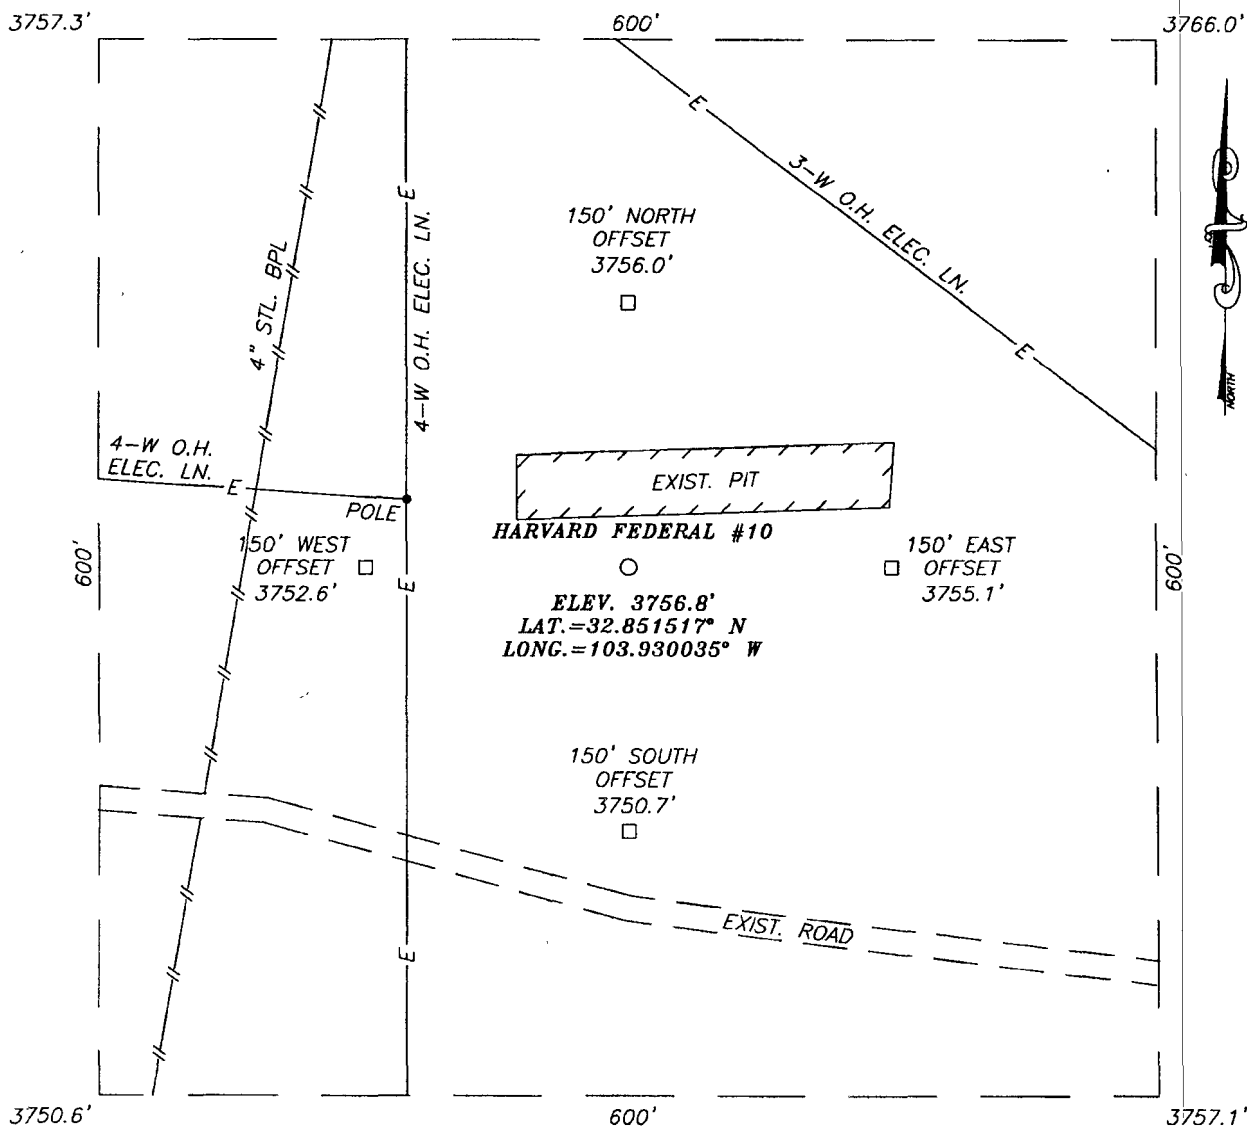 3757.3'
600'
3766.0'
E
E
3-W O.H. ELEC. LN.
150' NORTH
OFFSET
3756.0'
4" STL. BPL
4-W O.H. ELEC. LN.
E
NORTH
4-W O.H.
ELEC. LN.
E
POLE
EXIST. PIT
HARVARD FEDERAL #10
600'
150' WEST
OFFSET
3752.6'
E
150' EAST
OFFSET
3755.1'
600'
ELEV. 3756.8'
LAT.=32.851517° N
LONG.=103.930035° W
150' SOUTH
OFFSET
3750.7'
EXIST. ROAD
E
3750.6'
600'
3757.1'